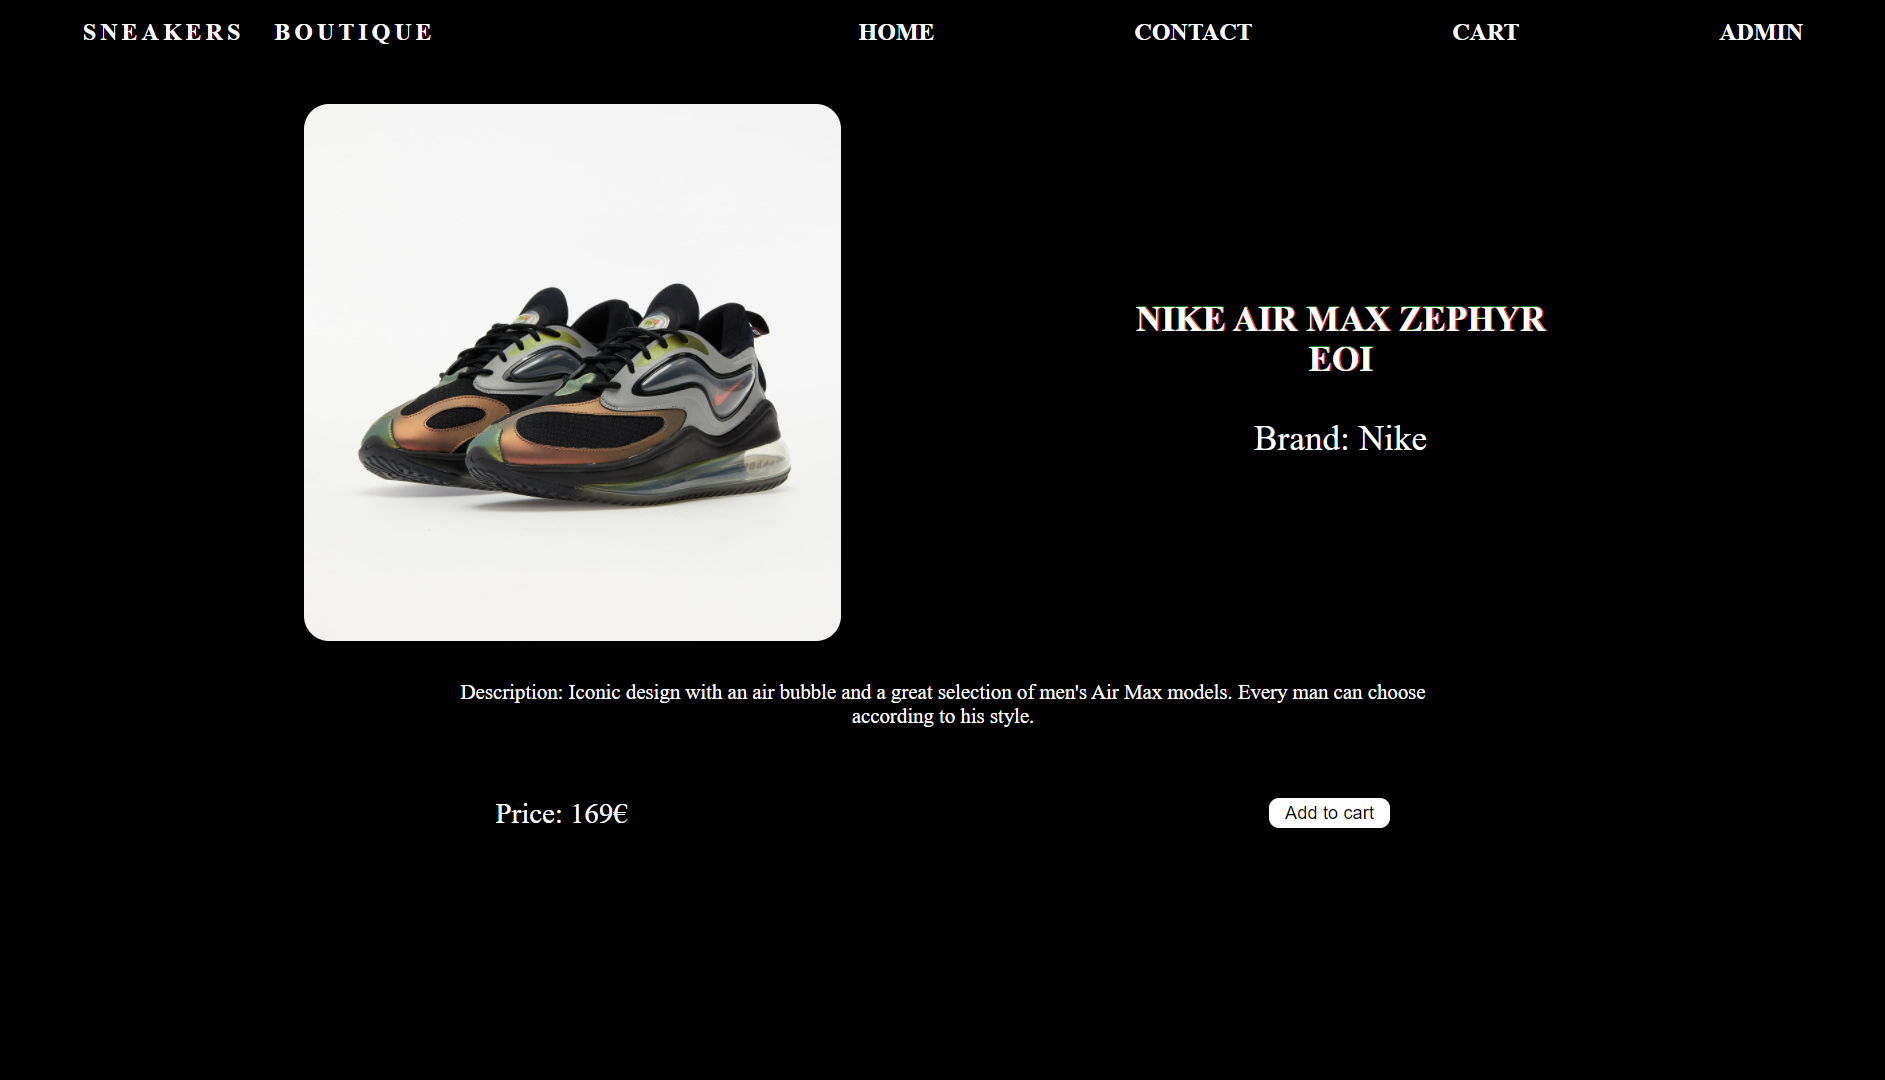 SNEAKERS BOUTIQUE HOME CONTACT CART ADMIN
NIKE AIR MAX ZEPHYR
EOI
Brand: Nike
Description: Iconic design with an air bubble and a great selection of men's Air Max models. Every man can choose
according to his style.
Price: 169€ Add to cart